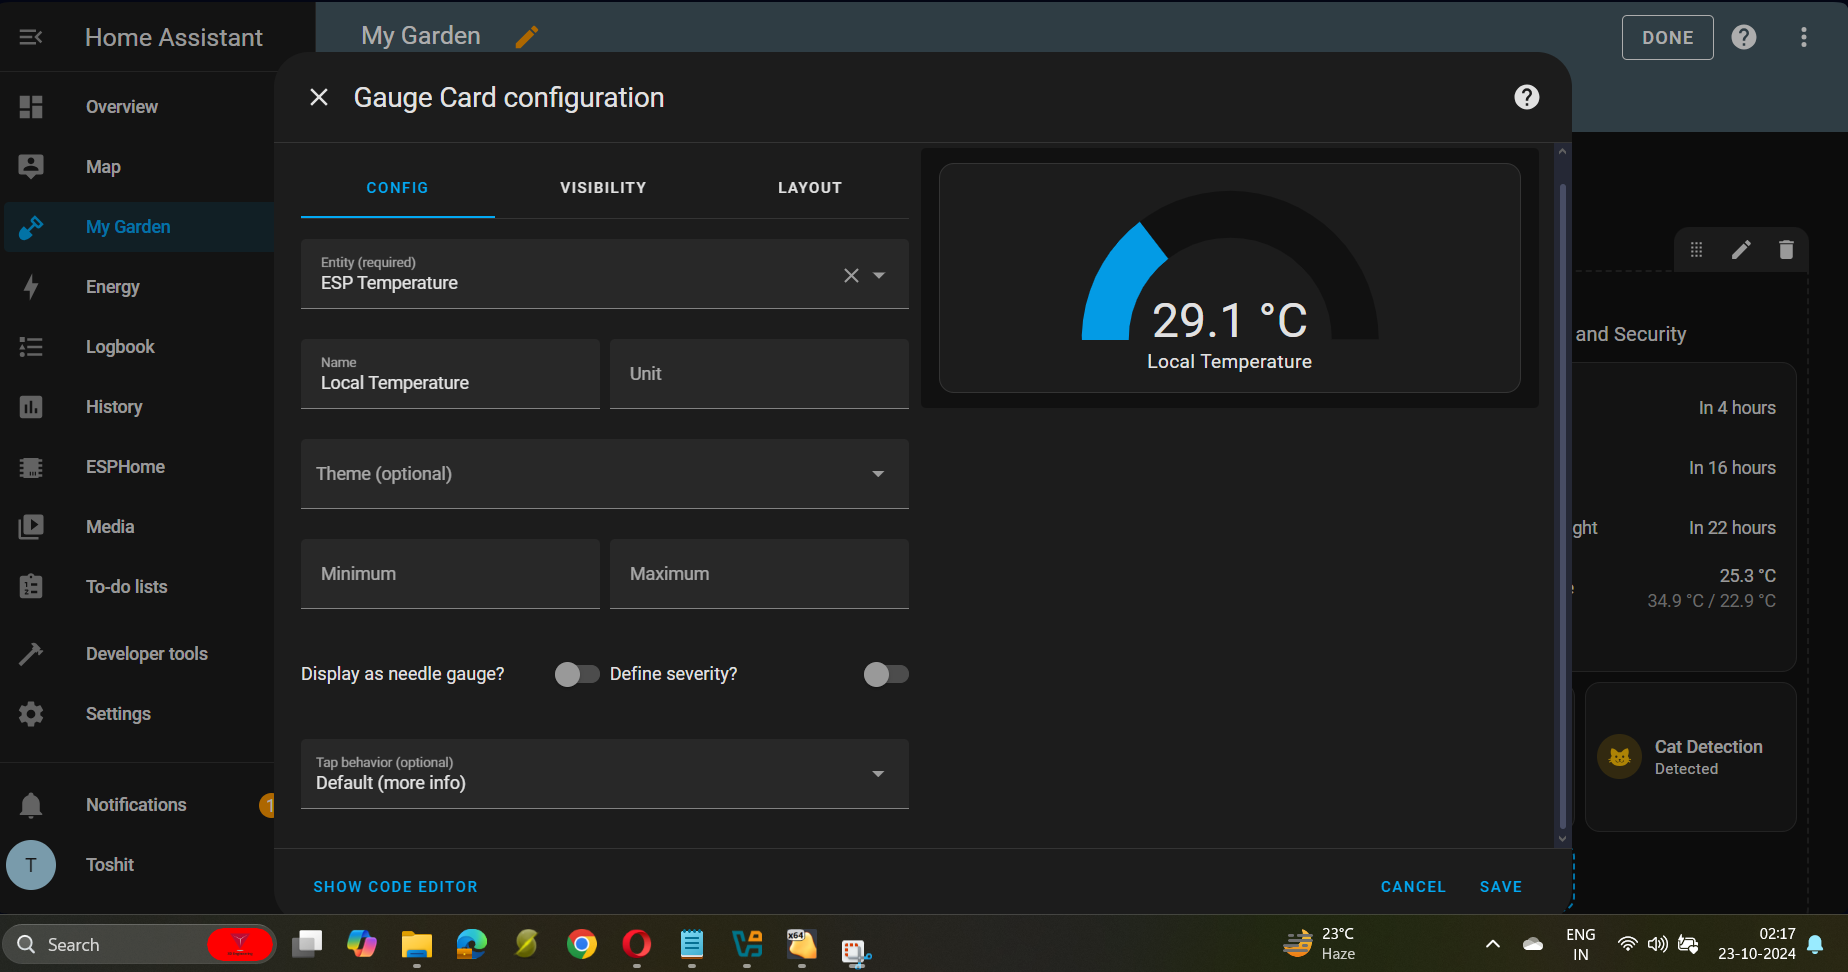 Home Assistant
My Garden
DONE
Overview
Map
My Garden
Energy
Logbook
History
ESPHome
Media
To-do lists
Developer tools
Settings
Notifications
1
T
Toshit
Gauge Card configuration
CONFIG
VISIBILITY
LAYOUT
Entity (required)
ESP Temperature
Name
Local Temperature
Unit
Theme (optional)
Minimum
Maximum
Display as needle gauge?
Define severity?
Tap behavior (optional)
Default (more info)
29.1 °C
Local Temperature
SHOW CODE EDITOR
CANCEL
SAVE
and Security
In 4 hours
In 16 hours
ght
In 22 hours
25.3 °C
34.9 °C / 22.9 °C
Cat Detection
Detected
Search
X64
23°C
Haze
ENG
IN
02:17
23-10-2024